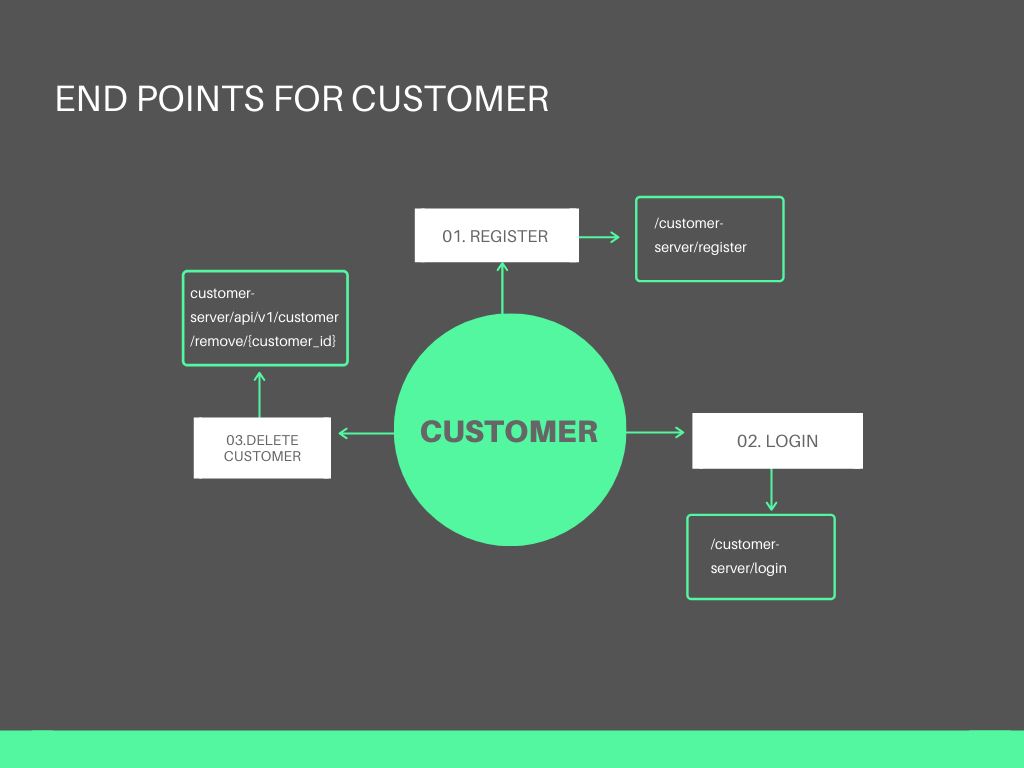 END POINTS FOR CUSTOMER
01. REGISTER
/customer-
server/register
customer-
server/api/v1/customer
/remove/{customer_id}
03.DELETE
CUSTOMER
CUSTOMER
02. LOGIN
/customer-
server/login